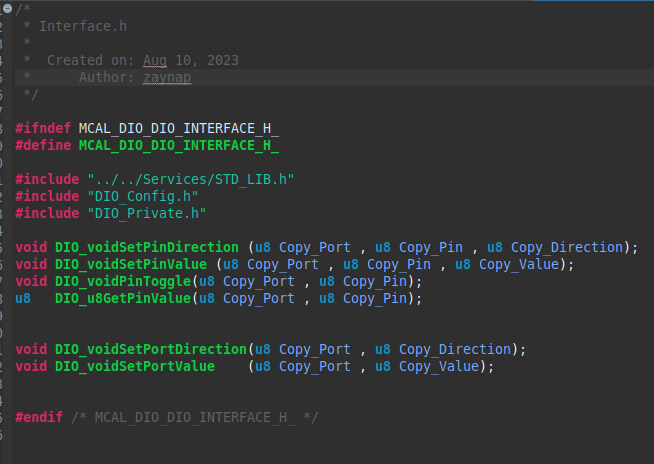 /*
 * Interface.h
 *
 *  Created on: Aug 10, 2023
 *      Author: zaynap
 */
#ifndef MCAL_DIO_DIO_INTERFACE_H_
#define MCAL_DIO_DIO_INTERFACE_H_
#include "../../Services/STD_LIB.h"
#include "DIO_Config.h"
#include "DIO_Private.h"
void DIO_voidSetPinDirection (u8 Copy_Port , u8 Copy_Pin , u8 Copy_Direction);
void DIO_voidSetPinValue (u8 Copy_Port , u8 Copy_Pin , u8 Copy_Value);
void DIO_voidPinToggle(u8 Copy_Port , u8 Copy_Pin);
u8   DIO_u8GetPinValue(u8 Copy_Port , u8 Copy_Pin);
void DIO_voidSetPortDirection(u8 Copy_Port , u8 Copy_Direction);
void DIO_voidSetPortValue    (u8 Copy_Port , u8 Copy_Value);
#endif /* MCAL_DIO_DIO_INTERFACE_H_ */